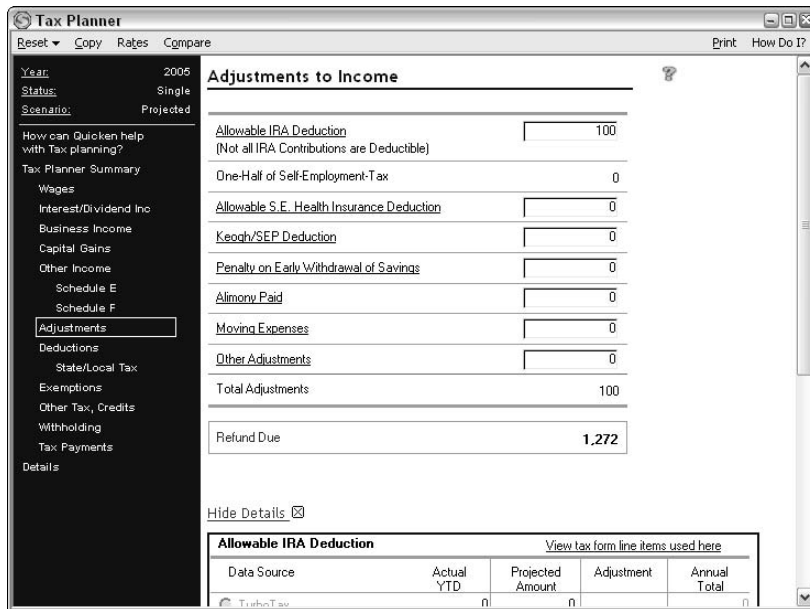 Tax Planner
Reset Copy Rates Compare Print How Do I?
Year: 2005
Status: Single
Scenario: Projected
How can Quicken help
with Tax planning?
Tax Planner Summary
Wages
Interest/Dividend Inc
Business Income
Capital Gains
Other Income
Schedule E
Schedule F
Adjustments
Deductions
State/Local Tax
Exemptions
Other Tax, Credits
Withholding
Tax Payments
Details
Adjustments to Income
Allowable IRA Deduction 100
(Not all IRA Contributions are Deductible)
One-Half of Self-Employment-Tax 0
Allowable S.E. Health Insurance Deduction 0
Keogh/SEP Deduction 0
Penalty on Early Withdrawal of Savings 0
Alimony Paid 0
Moving Expenses 0
Other Adjustments 0
Total Adjustments 100
Refund Due 1,272
Hide Details
Allowable IRA Deduction View tax form line items used here
Data Source Actual YTD Projected Amount Adjustment Annual Total
TurboTax 0 0 0